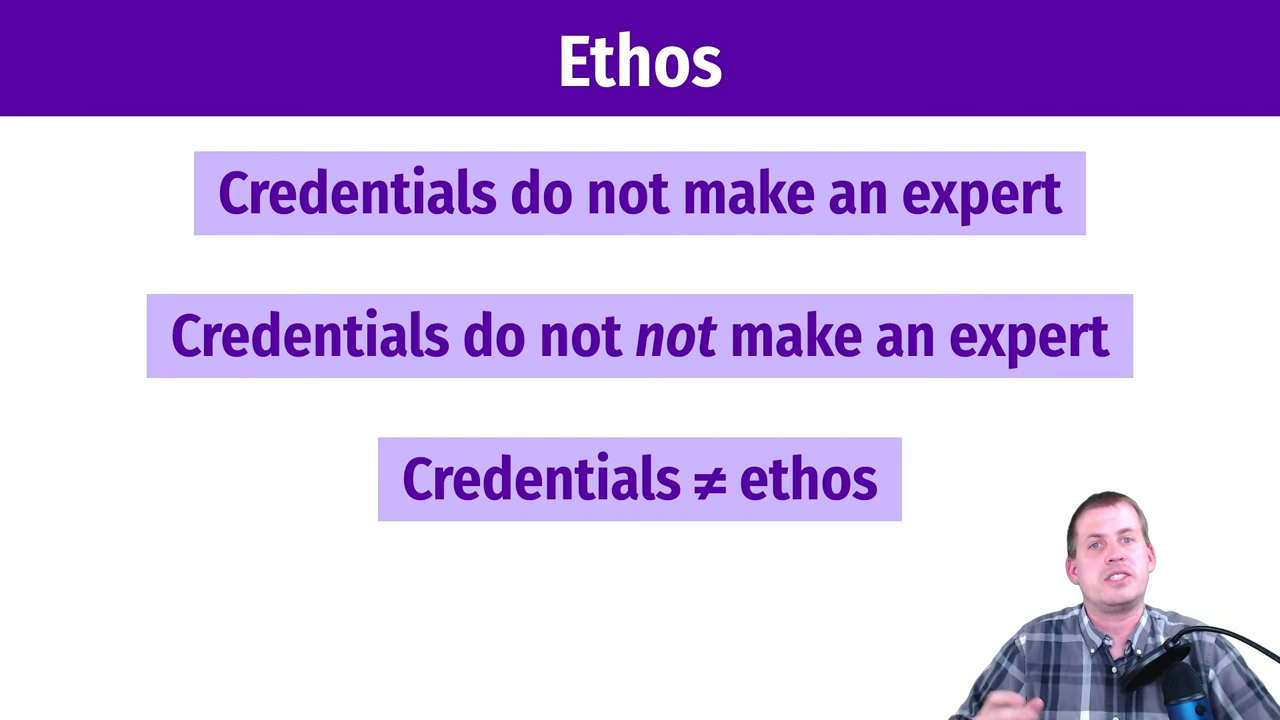 Ethos
Credentials do not make an expert
Credentials do not not make an expert
Credentials ≠ ethos